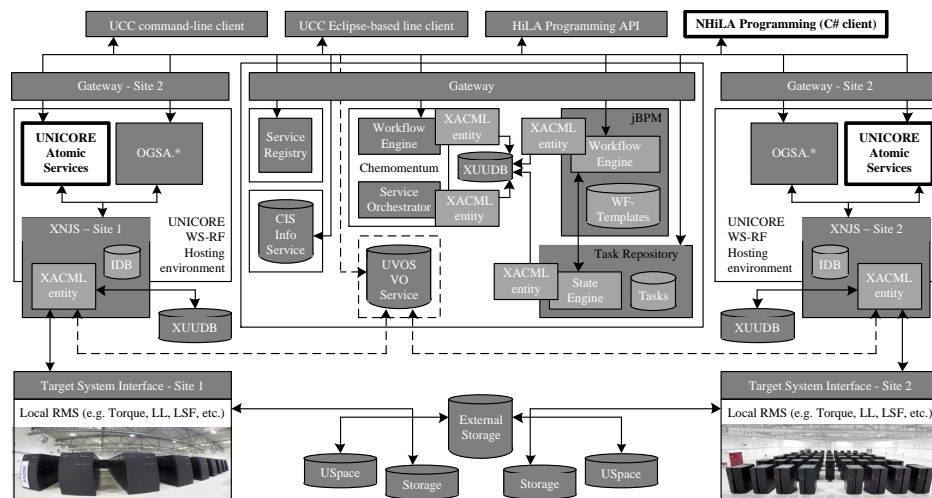 UCC command-line client
UCC Eclipse-based line client
HiLA Programming API
NHiLA Programming (C# client)
Gateway - Site 2
Gateway
Gateway - Site 2
UNICORE
Atomic
Services
OGSA.*
Service
Registry
Workflow
Engine
XACML
entity
Chemomentum
Service
Orchestrator
XACML
entity
XUUDB
XACML
entity
jBPM
Workflow
Engine
WF-
Templates
OGSA.*
UNICORE
Atomic
Services
XNJS – Site 1
UNICORE
WS-RF
Hosting
environment
IDB
XACML
entity
XUUDB
CIS
Info
Service
UVOS
VO
Service
Task Repository
XACML
entity
State
Engine
Tasks
UNICORE
WS-RF
Hosting
environment
XNJS – Site 2
IDB
XACML
entity
XUUDB
Target System Interface - Site 1
Local RMS (e.g. Torque, LL, LSF, etc.)
External
Storage
USpace
Storage
Storage
USpace
Target System Interface - Site 2
Local RMS (e.g. Torque, LL, LSF, etc.)